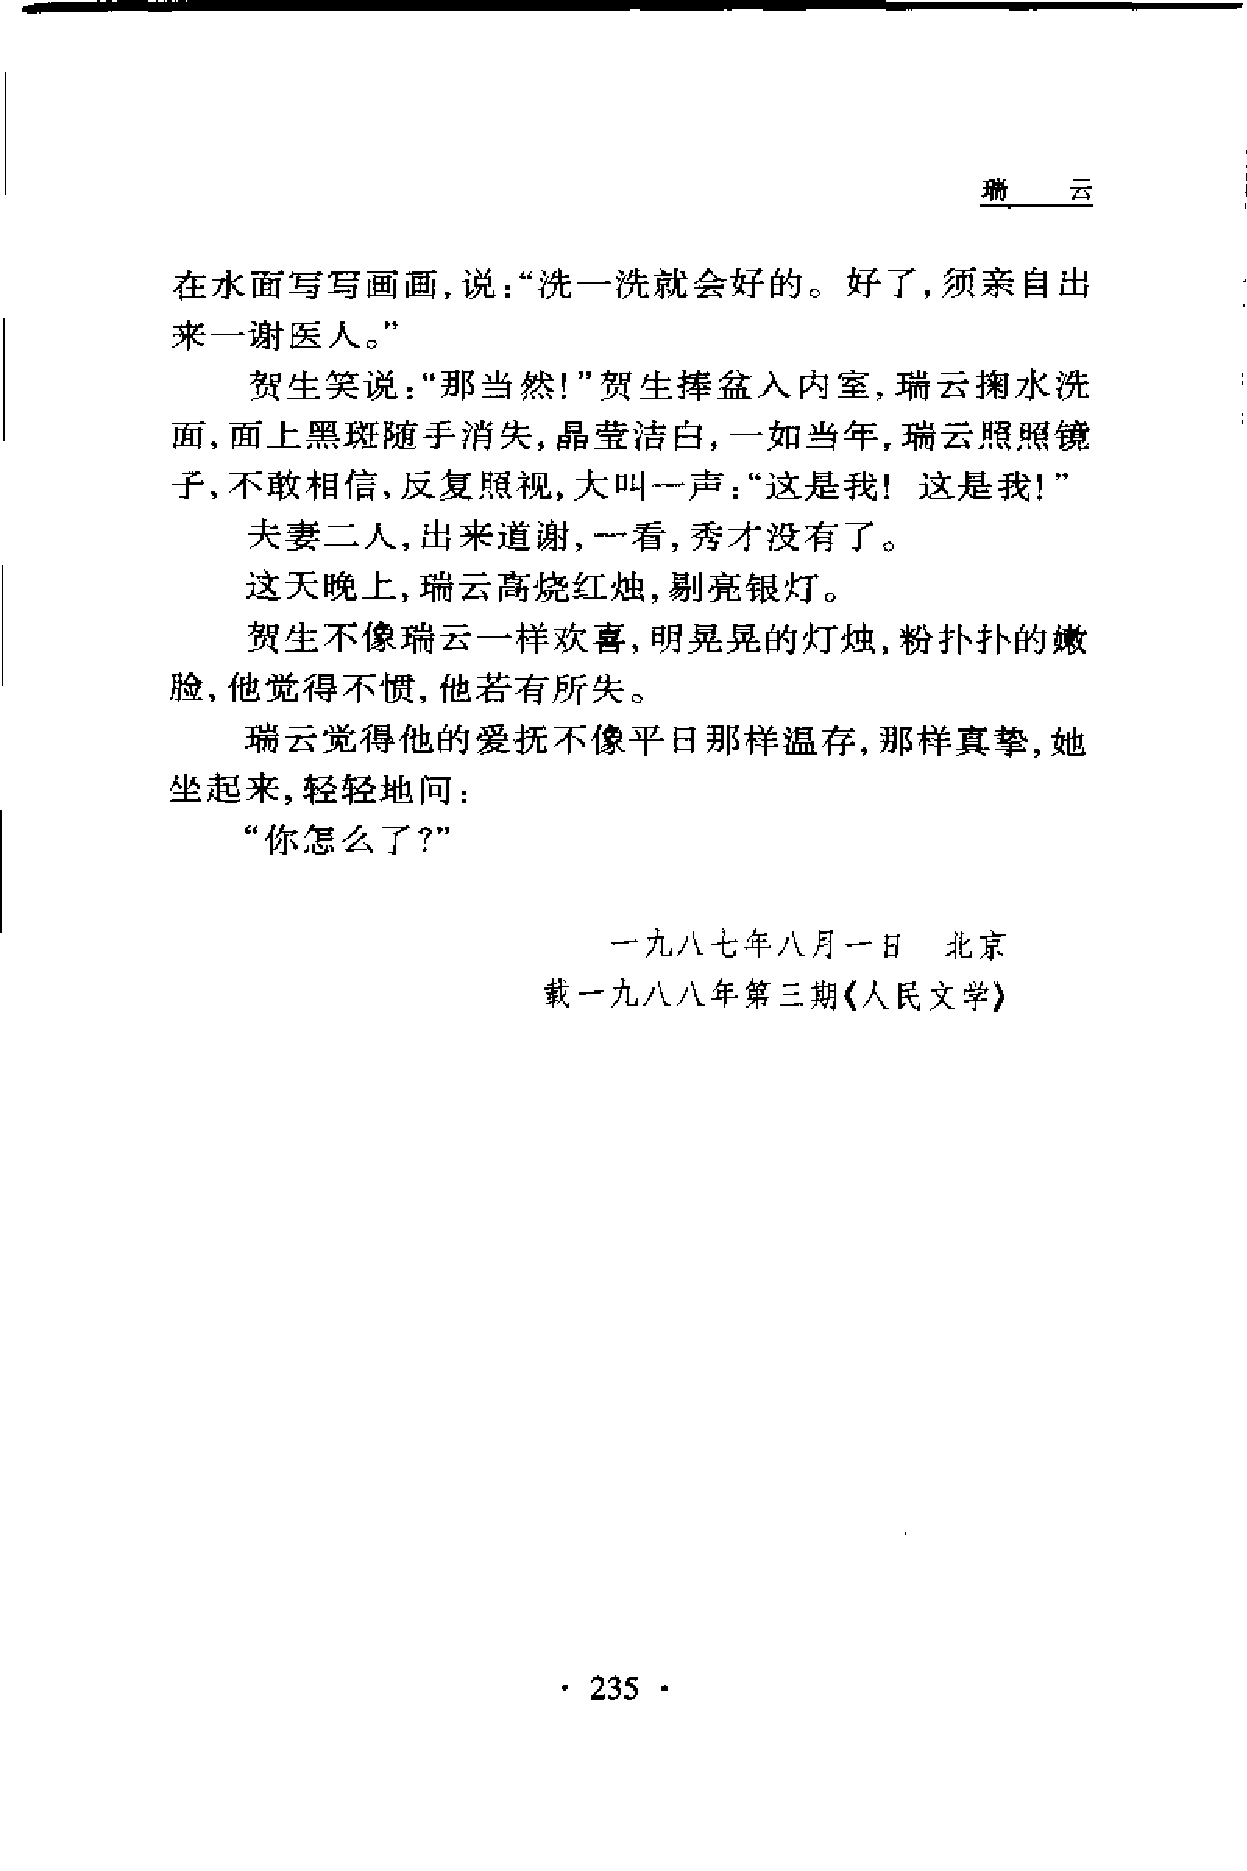 瑞　云
在水面写写画画,说:“洗一洗就会好的。好了,须亲自出
来一谢医人。”
贺生笑说:“那当然!”贺生捧盆入内室,瑞云掬水洗
面,面上黑斑随手消失,晶莹洁白,一如当年,瑞云照照镜
子,不敢相信,反复照视,大叫一声:“这是我! 这是我!”
夫妻二人,出来道谢,一看,秀才没有了。
这天晚上,瑞云高烧红烛,剔亮银灯。
贺生不像瑞云一样欢喜,明晃晃的灯烛,粉扑扑的嫩
脸,他觉得不惯,他若有所失。
瑞云觉得他的爱抚不像平日那样温存,那样真挚,她
坐起来,轻轻地问:
“你怎么了?”
一九八七年八月一日　北京
载一九八八年第三期《人民文学》
· 235 ·